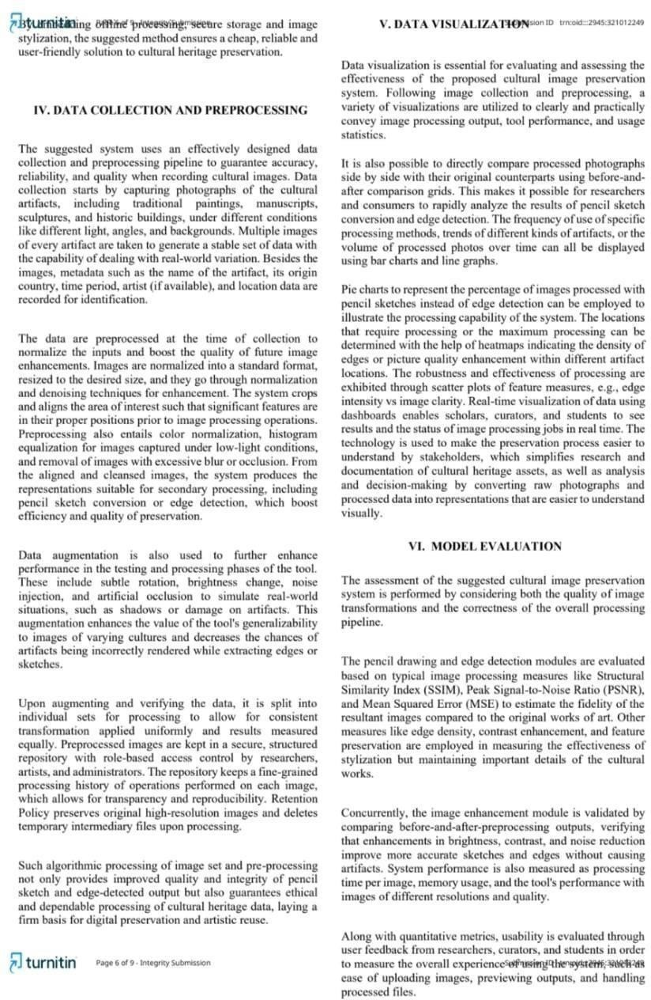 turnitin Page 6 of 9 - Integrity Submission
Submission ID trn:oid:::2945:321012249
offline processing, secure storage and image
stylization, the suggested method ensures a cheap, reliable and
user-friendly solution to cultural heritage preservation.
IV. DATA COLLECTION AND PREPROCESSING
The suggested system uses an effectively designed data
collection and preprocessing pipeline to guarantee accuracy,
reliability, and quality when recording cultural images. Data
collection starts by capturing photographs of the cultural
artifacts, including traditional paintings, manuscripts,
sculptures, and historic buildings, under different conditions
like different light, angles, and backgrounds. Multiple images
of every artifact are taken to generate a stable set of data with
the capability of dealing with real-world variation. Besides the
images, metadata such as the name of the artifact, its origin
country, time period, artist (if available), and location data are
recorded for identification.
The data are preprocessed at the time of collection to
normalize the inputs and boost the quality of future image
enhancements. Images are normalized into a standard format,
resized to the desired size, and they go through normalization
and denoising techniques for enhancement. The system crops
and aligns the area of interest such that significant features are
in their proper positions prior to image processing operations.
Preprocessing also entails color normalization, histogram
equalization for images captured under low-light conditions,
and removal of images with excessive blur or occlusion. From
the aligned and cleansed images, the system produces the
representations suitable for secondary processing, including
pencil sketch conversion or edge detection, which boost
efficiency and quality of preservation.
Data augmentation is also used to further enhance
performance in the testing and processing phases of the tool.
These include subtle rotation, brightness change, noise
injection, and artificial occlusion to simulate real-world
situations, such as shadows or damage on artifacts. This
augmentation enhances the value of the tool's generalizability
to images of varying cultures and decreases the chances of
artifacts being incorrectly rendered while extracting edges or
sketches.
Upon augmenting and verifying the data, it is split into
individual sets for processing to allow for consistent
transformation applied uniformly and results measured
equally. Preprocessed images are kept in a secure, structured
repository with role-based access control by researchers,
artists, and administrators. The repository keeps a fine-grained
processing history of operations performed on each image,
which allows for transparency and reproducibility. Retention
Policy preserves original high-resolution images and deletes
temporary intermediary files upon processing.
Such algorithmic processing of image set and pre-processing
not only provides improved quality and integrity of pencil
sketch and edge-detected output but also guarantees ethical
and dependable processing of cultural heritage data, laying a
firm basis for digital preservation and artistic reuse.
V. DATA VISUALIZATION
Data visualization is essential for evaluating and assessing the
effectiveness of the proposed cultural image preservation
system. Following image collection and preprocessing, a
variety of visualizations are utilized to clearly and practically
convey image processing output, tool performance, and usage
statistics.
It is also possible to directly compare processed photographs
side by side with their original counterparts using before-and-
after comparison grids. This makes it possible for researchers
and consumers to rapidly analyze the results of pencil sketch
conversion and edge detection. The frequency of use of specific
processing methods, trends of different kinds of artifacts, or the
volume of processed photos over time can all be displayed
using bar charts and line graphs.
Pie charts to represent the percentage of images processed with
pencil sketches instead of edge detection can be employed to
illustrate the processing capability of the system. The locations
that require processing or the maximum processing can be
determined with the help of heatmaps indicating the density of
edges or picture quality enhancement within different artifact
locations. The robustness and effectiveness of processing are
exhibited through scatter plots of feature measures, e.g., edge
intensity vs image clarity. Real-time visualization of data using
dashboards enables scholars, curators, and students to see
results and the status of image processing jobs in real time. The
technology is used to make the preservation process easier to
understand by stakeholders, which simplifies research and
documentation of cultural heritage assets, as well as analysis
and decision-making by converting raw photographs and
processed data into representations that are easier to understand
visually.
VI. MODEL EVALUATION
The assessment of the suggested cultural image preservation
system is performed by considering both the quality of image
transformations and the correctness of the overall processing
pipeline.
The pencil drawing and edge detection modules are evaluated
based on typical image processing measures like Structural
Similarity Index (SSIM), Peak Signal-to-Noise Ratio (PSNR),
and Mean Squared Error (MSE) to estimate the fidelity of the
resultant images compared to the original works of art. Other
measures like edge density, contrast enhancement, and feature
preservation are employed in measuring the effectiveness of
stylization but maintaining important details of the cultural
works.
Concurrently, the image enhancement module is validated by
comparing before-and-after-preprocessing outputs, verifying
that enhancements in brightness, contrast, and noise reduction
improve more accurate sketches and edges without causing
artifacts. System performance is also measured as processing
time per image, memory usage, and the tool's performance with
images of different resolutions and quality.
Along with quantitative metrics, usability is evaluated through
user feedback from researchers, curators, and students in order
to measure the overall experience of using the system, such as
ease of uploading images, previewing outputs, and handling
processed files.
turnitin Page 6 of 9 - Integrity Submission
Submission ID trn:oid:::2945:321012249